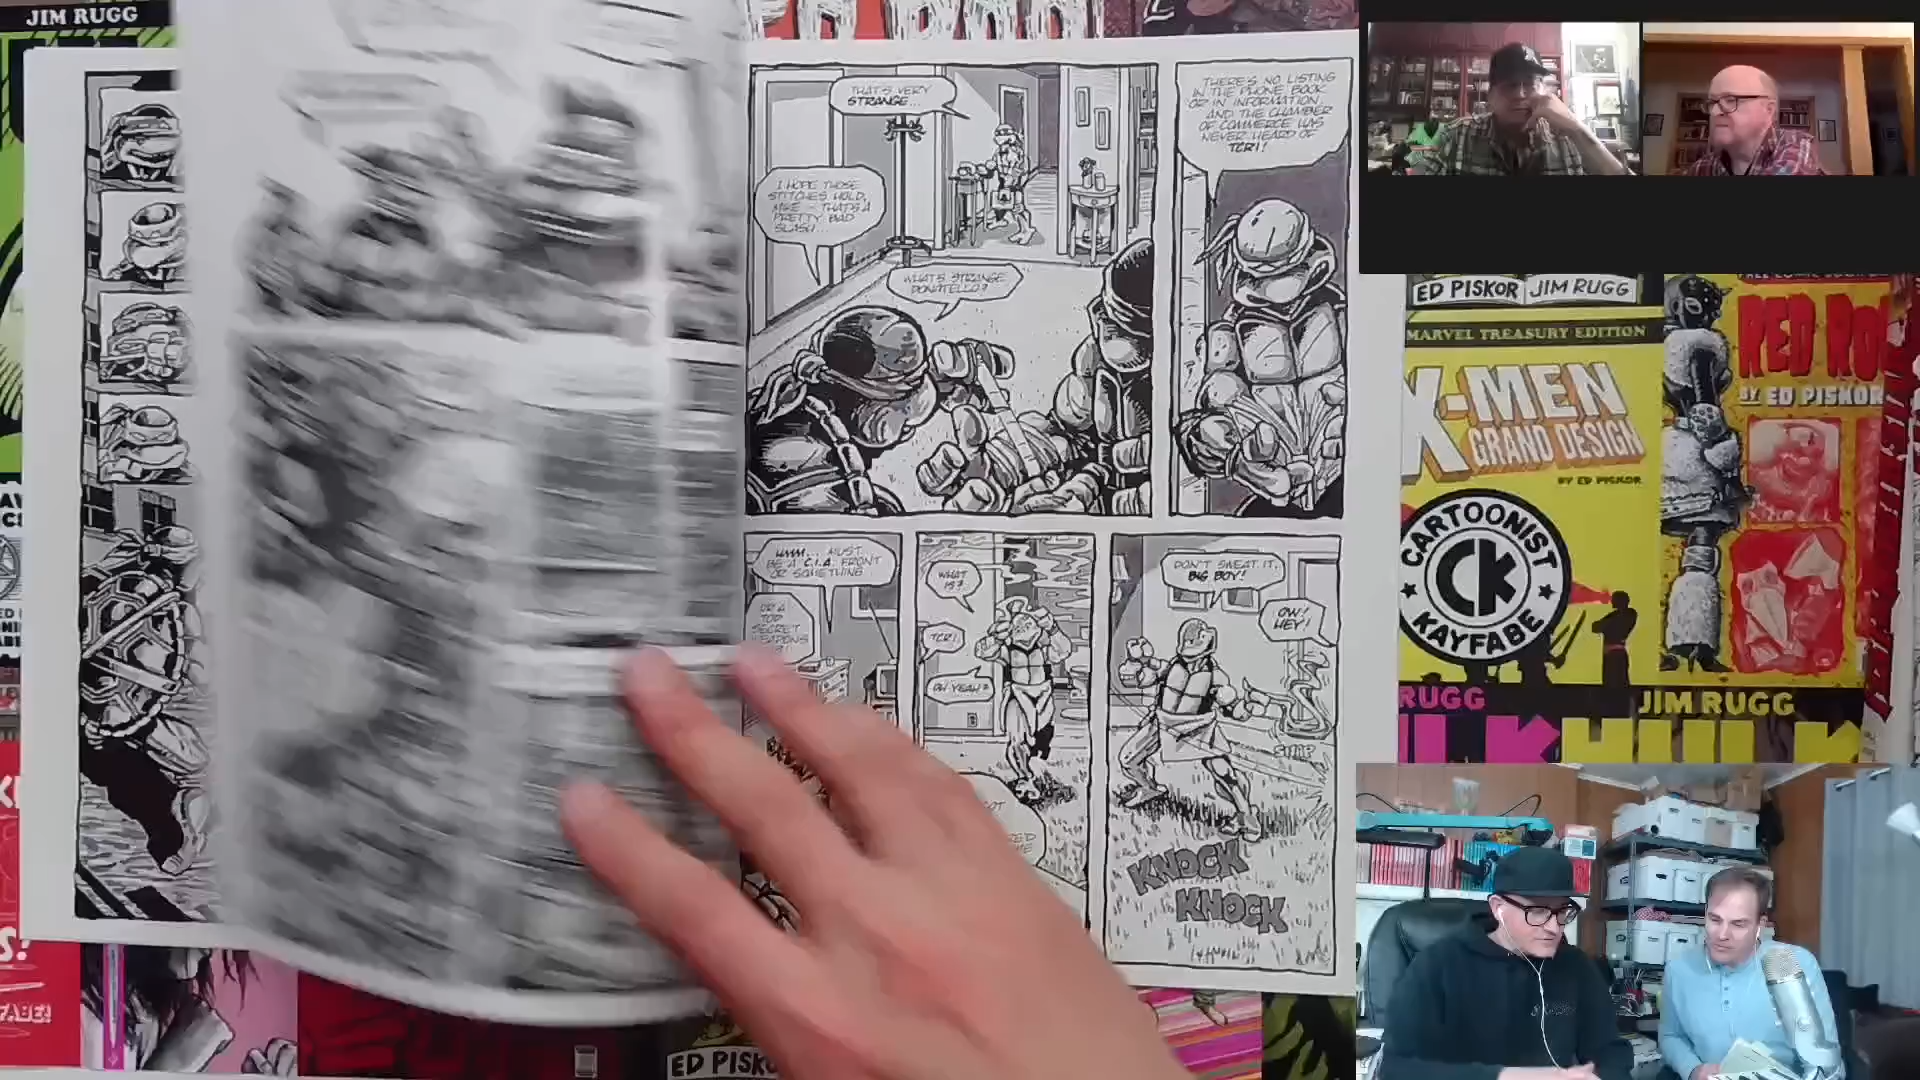 JIM RUGG
THAT'S VERY
STRANGE...
I HOPE THOSE
STITCHES HOLD,
MIKE - THAT'S A
PRETTY BAD
SLASH...
WHAT'S STRANGE
DONATELLO?
THERE'S NO LISTING
IN THE PHONE BOOK
OR IN INFORMATION,
AND THE CHAMBER
OF COMMERCE HAS
NEVER HEARD OF
TCRI!
HMM... MUST
BE A C.I.A. FRONT
OR SOMETHING...
OR A
TOP
SECRET
WEAPONS
WHAT
IS?
TCRI.
OH YEAH?
DON'T SWEAT IT,
BIG BOY!
OW!
HEY!
SNAP
KNOCK
KNOCK
ED PISKOR JIM RUGG
MARVEL TREASURY EDITION
X-MEN
GRAND DESIGN
BY ED PISKOR
RED RO
BY ED PISKOR
CARTOONIST
CK
KAYFABE
RUGG
JIM RUGG
HULK
ED PISKO
FABE!